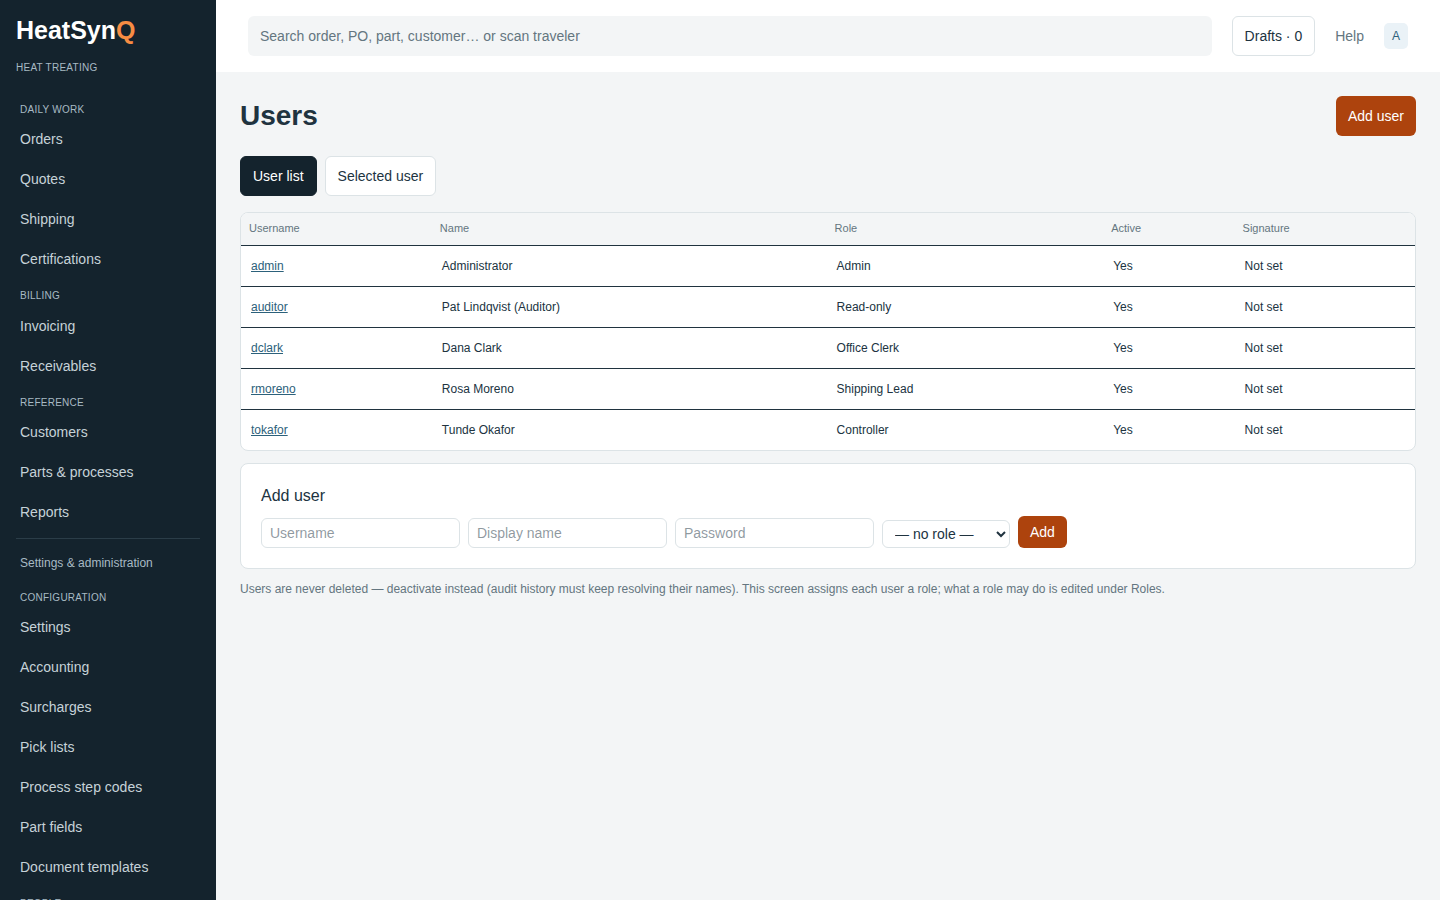 HeatSynQ
HEAT TREATING
DAILY WORK
Orders
Quotes
Shipping
Certifications
BILLING
Invoicing
Receivables
REFERENCE
Customers
Parts & processes
Reports
Settings & administration
CONFIGURATION
Settings
Accounting
Surcharges
Pick lists
Process step codes
Part fields
Document templates
Search order, PO, part, customer… or scan traveler
Drafts · 0
Help
A
Users
Add user
User list
Selected user
Username Name Role Active Signature
admin Administrator Admin Yes Not set
auditor Pat Lindqvist (Auditor) Read-only Yes Not set
dclark Dana Clark Office Clerk Yes Not set
rmoreno Rosa Moreno Shipping Lead Yes Not set
tokafor Tunde Okafor Controller Yes Not set
Add user
Username Display name Password — no role — Add
Users are never deleted — deactivate instead (audit history must keep resolving their names). This screen assigns each user a role; what a role may do is edited under Roles.